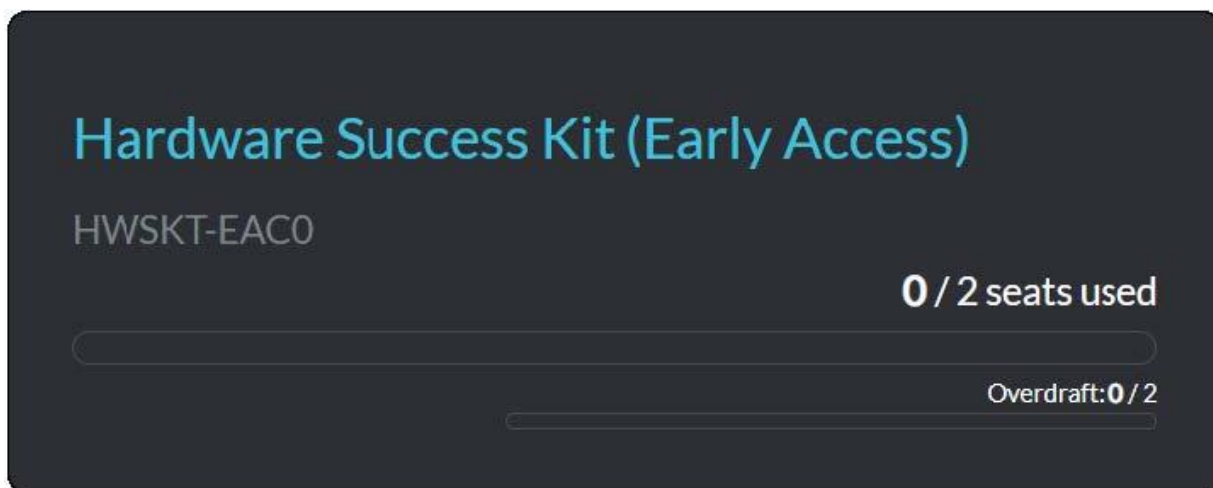 Hardware Success Kit (Early Access)
HWSKT-EAC0
0 / 2 seats used
Overdraft:0 / 2